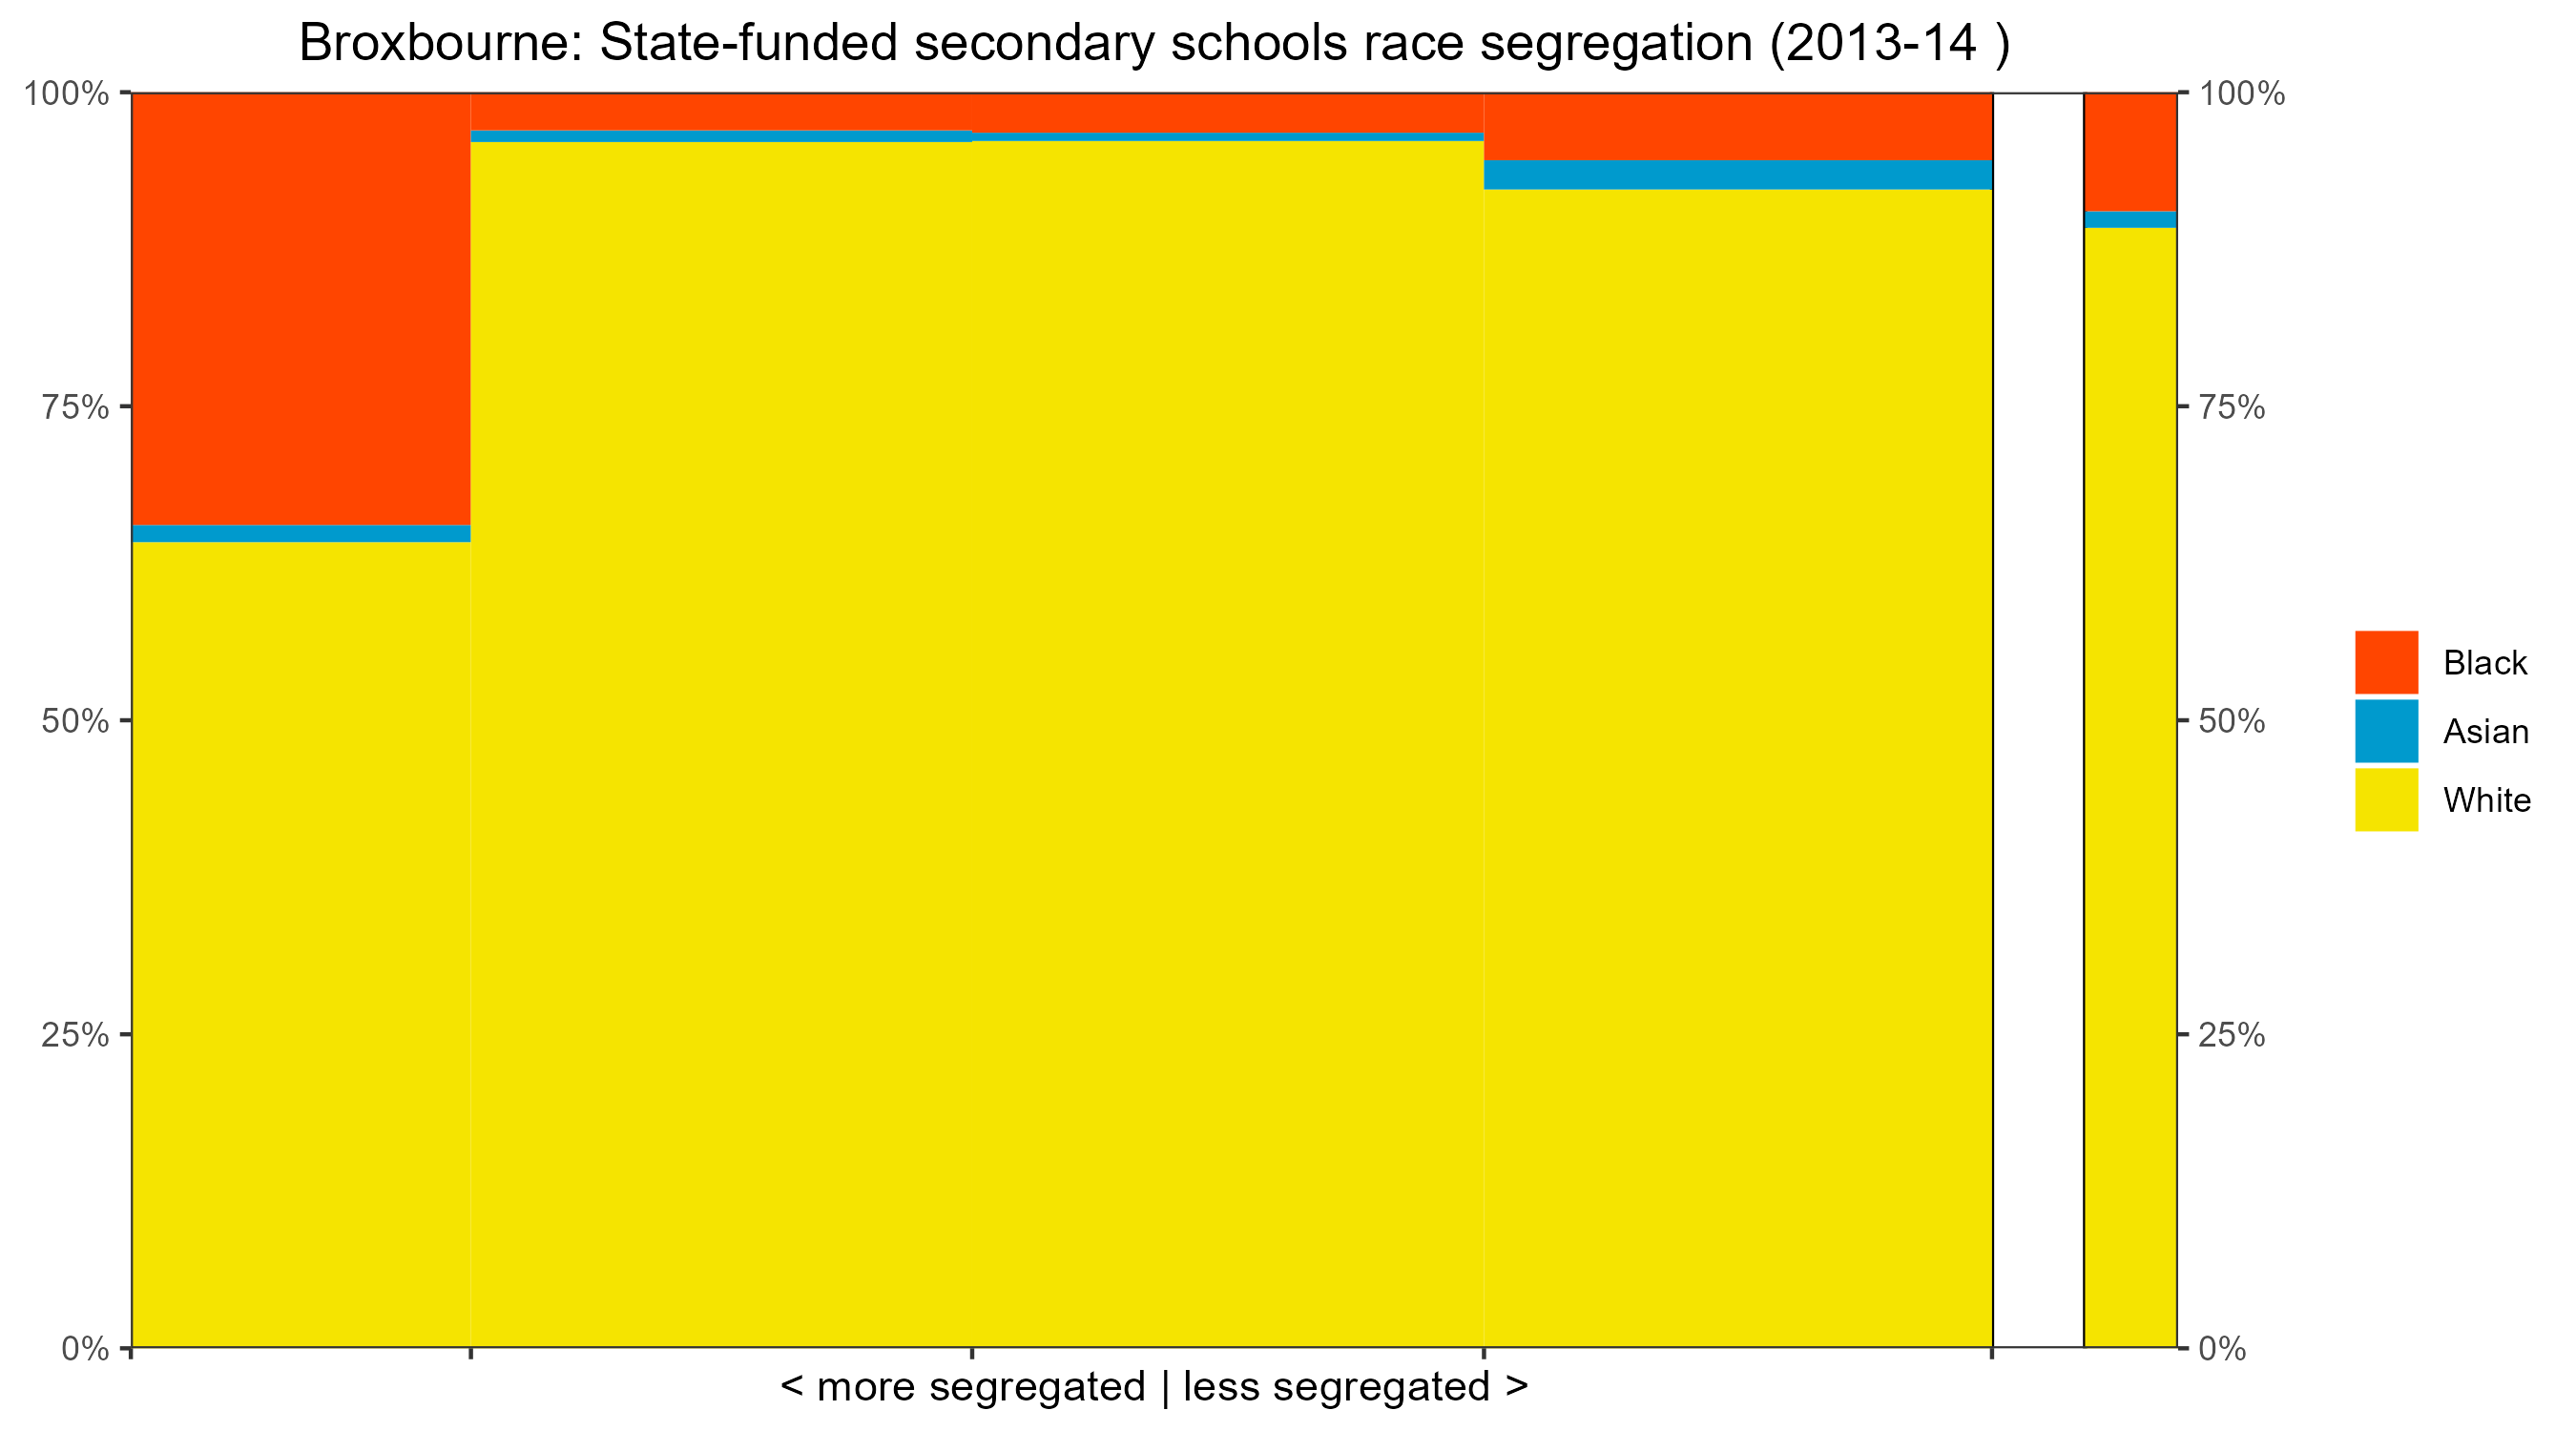 Broxbourne: State-funded secondary schools race segregation (2013-14 )
100%
75%
50%
25%
0%
100%
75%
50%
25%
0%
Black
Asian
White
< more segregated | less segregated >